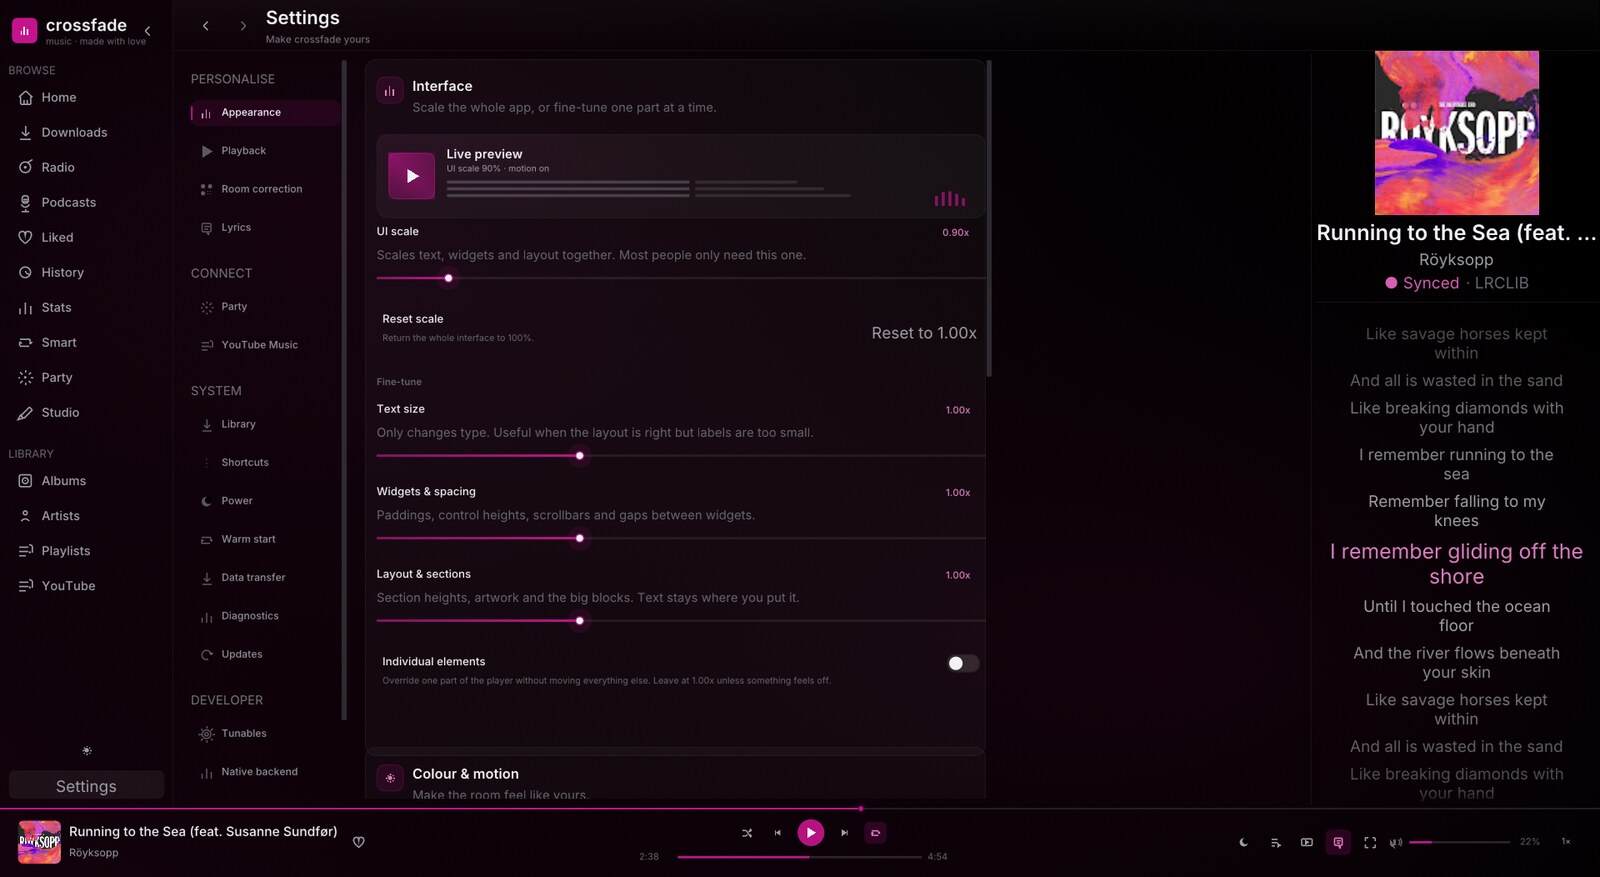 crossfade
music · made with love
BROWSE
Home
Downloads
Radio
Podcasts
Liked
History
Stats
Smart
Party
Studio
LIBRARY
Albums
Artists
Playlists
YouTube
Settings
Settings
Make crossfade yours
PERSONALISE
Appearance
Playback
Room correction
Lyrics
CONNECT
Party
YouTube Music
SYSTEM
Library
Shortcuts
Power
Warm start
Data transfer
Diagnostics
Updates
DEVELOPER
Tunables
Native backend
Interface
Scale the whole app, or fine-tune one part at a time.
Live preview
UI scale 90% · motion on
UI scale
0.90x
Scales text, widgets and layout together. Most people only need this one.
Reset scale
Return the whole interface to 100%.
Reset to 1.00x
Fine-tune
Text size
1.00x
Only changes type. Useful when the layout is right but labels are too small.
Widgets & spacing
1.00x
Paddings, control heights, scrollbars and gaps between widgets.
Layout & sections
1.00x
Section heights, artwork and the big blocks. Text stays where you put it.
Individual elements
Override one part of the player without moving everything else. Leave at 1.00x unless something feels off.
Colour & motion
Make the room feel like yours.
RÖYKSOPP
Running to the Sea (feat. ...
Röyksopp
Synced · LRCLIB
Like savage horses kept
within
And all is wasted in the sand
Like breaking diamonds with
your hand
I remember running to the
sea
Remember falling to my
knees
I remember gliding off the
shore
Until I touched the ocean
floor
And the river flows beneath
your skin
Like savage horses kept
within
And all is wasted in the sand
Like breaking diamonds with
your hand
RÖYKSOPP
Running to the Sea (feat. Susanne Sundfør)
Röyksopp
2:38
4:54
22%
1×